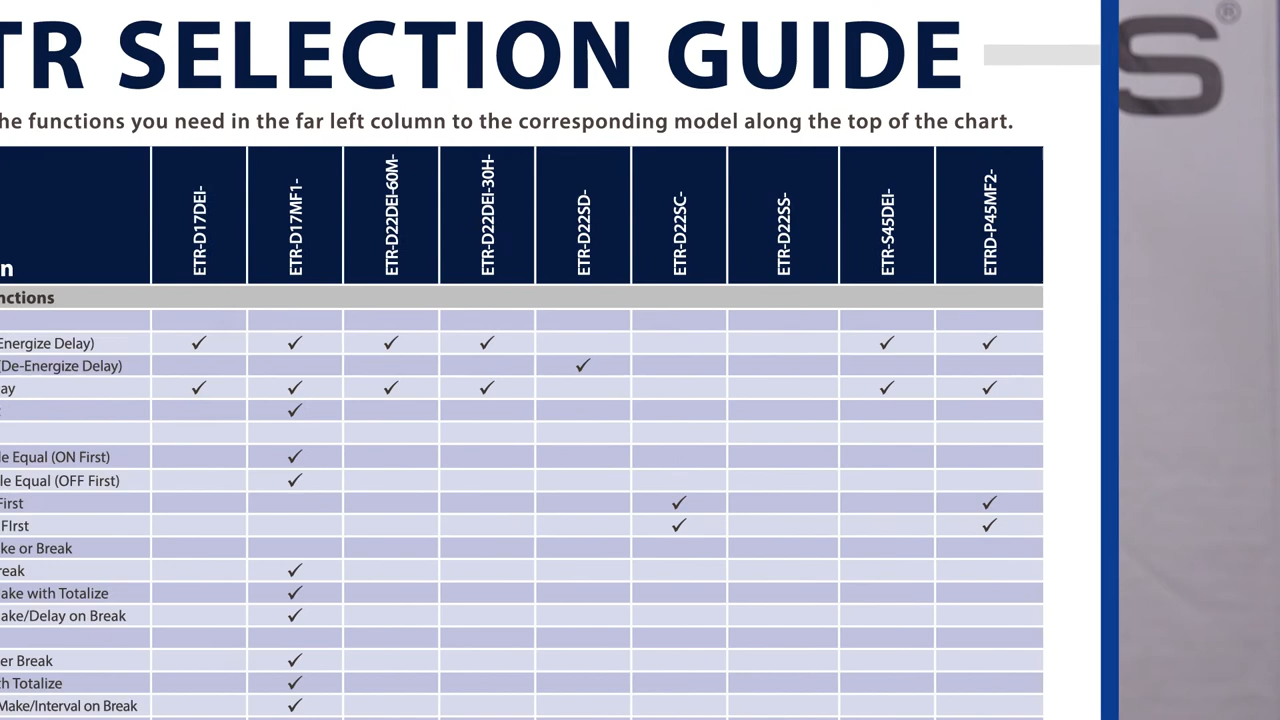 TR SELECTION GUIDE
S®
he functions you need in the far left column to the corresponding model along the top of the chart.
n
ETR-D17DEI-
ETR-D17MF1-
ETR-D22DEI-60M-
ETR-D22DEI-30H-
ETR-D22SD-
ETR-D22SC-
ETR-D22SS-
ETR-S45DEI-
ETRD-P45MF2-
nctions
Energize Delay) ✓ ✓ ✓ ✓ ✓ ✓
(De-Energize Delay) ✓
ay ✓ ✓ ✓ ✓ ✓ ✓
✓
le Equal (ON First) ✓
le Equal (OFF First) ✓
First ✓ ✓
FIrst ✓ ✓
ke or Break
reak ✓
ake with Totalize ✓
ake/Delay on Break ✓
er Break ✓
th Totalize ✓
Make/Interval on Break ✓